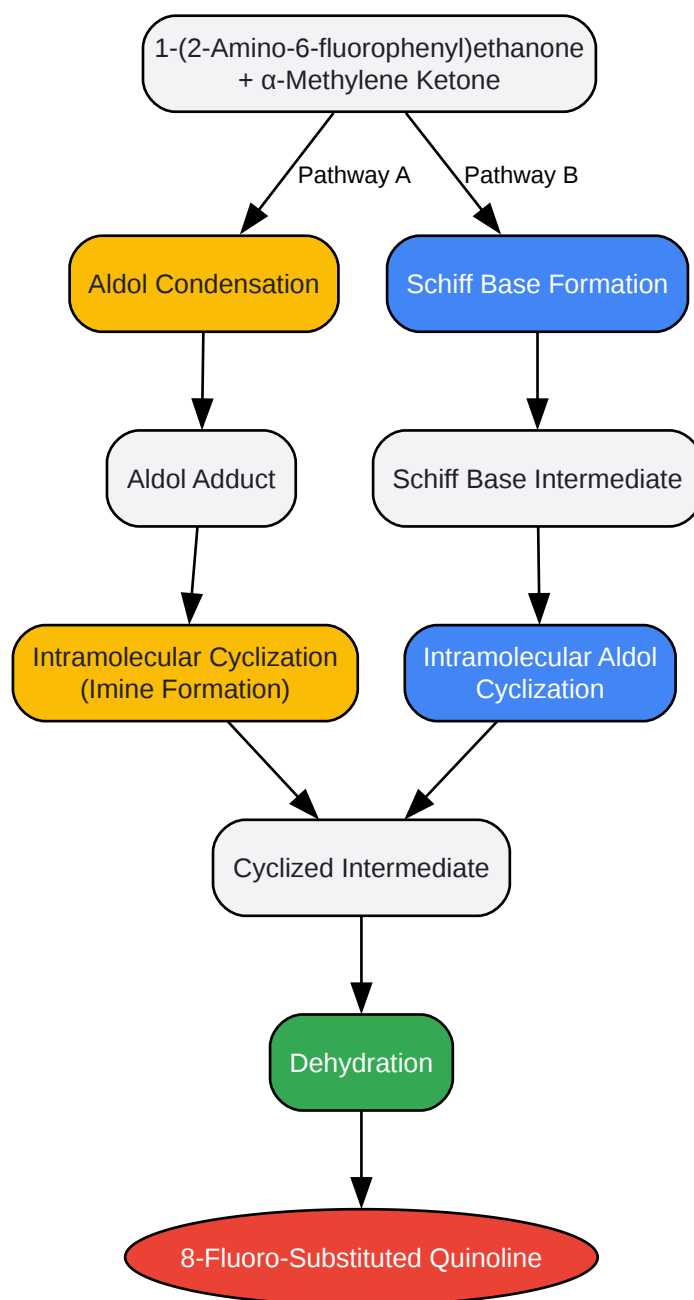 1-(2-Amino-6-fluorophenyl)ethanone
+ α-Methylene Ketone
Pathway A
Pathway B
Aldol Condensation
Schiff Base Formation
Aldol Adduct
Schiff Base Intermediate
Intramolecular Cyclization
(Imine Formation)
Intramolecular Aldol
Cyclization
Cyclized Intermediate
Dehydration
8-Fluoro-Substituted Quinoline